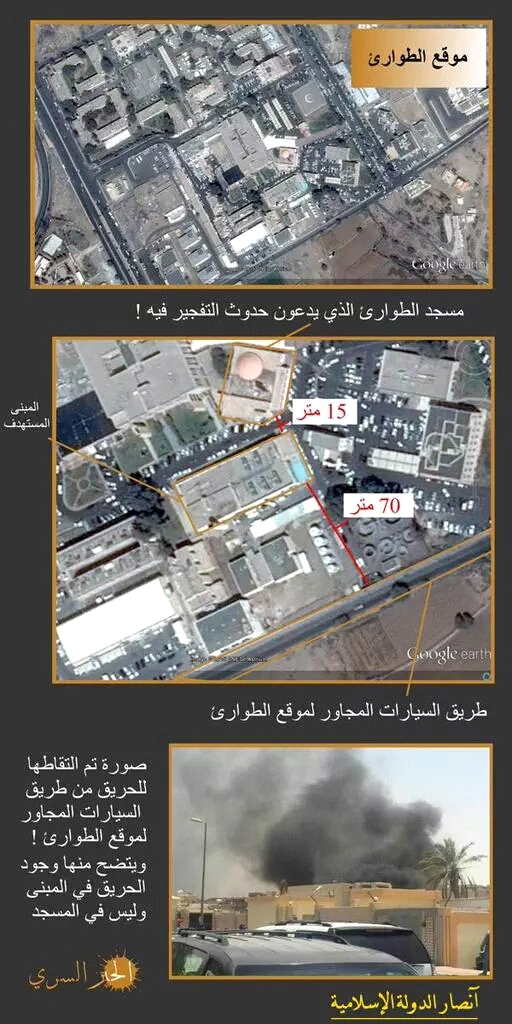 موقع الطوارئ
Google earth
مسجد الطوارئ الذي يدعون حدوث التفجير فيه !
المبنى
المستهدف
15 متر
70 متر
Google earth
طريق السيارات المجاور لموقع الطوارئ
صورة تم التقاطها
للحريق من طريق
السيارات المجاور
لموقع الطوارئ !
ويتضح منها وجود
الحريق في المبنى
وليس في المسجد
السري
أنصار الدولة الإسلامية